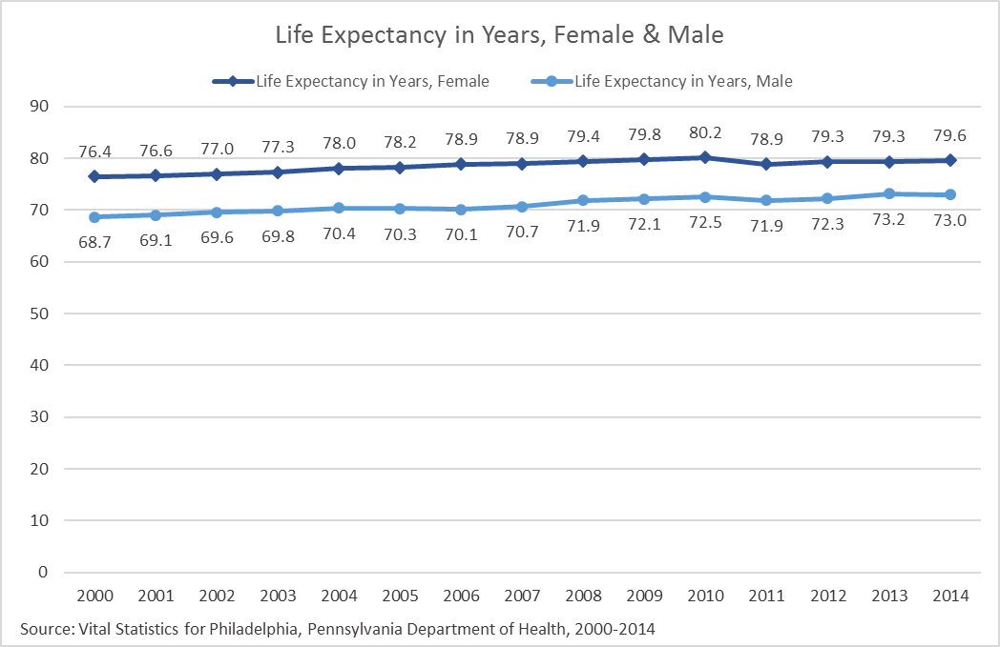 Life Expectancy in Years, Female & Male
Life Expectancy in Years, Female Life Expectancy in Years, Male
90
76.4 76.6 77.0 77.3 78.0 78.2 78.9 78.9 79.4 79.8 80.2 78.9 79.3 79.3 79.6
80
70
68.7 69.1 69.6 69.8 70.4 70.3 70.1 70.7 71.9 72.1 72.5 71.9 72.3 73.2 73.0
60
50
40
30
20
10
0
2000 2001 2002 2003 2004 2005 2006 2007 2008 2009 2010 2011 2012 2013 2014
Source: Vital Statistics for Philadelphia, Pennsylvania Department of Health, 2000-2014